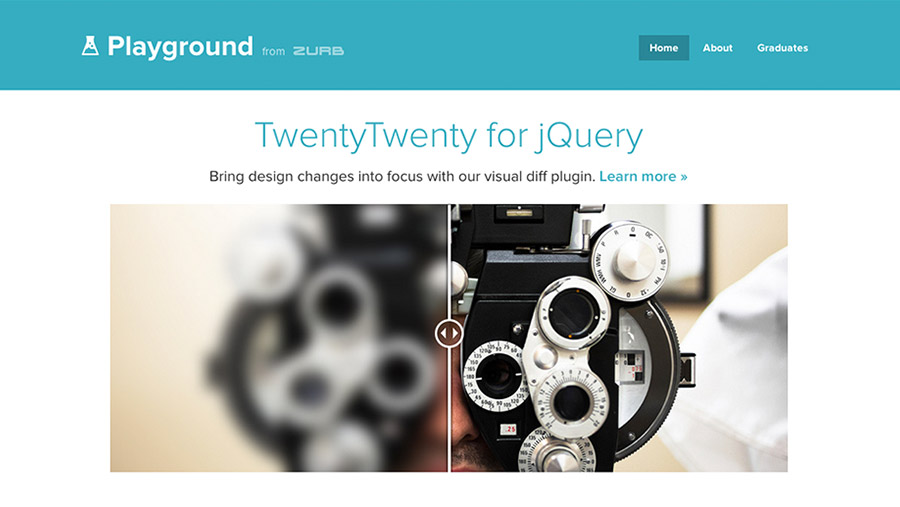 Playground from ZURB
Home About Graduates
TwentyTwenty for jQuery
Bring design changes into focus with our visual diff plugin. Learn more »